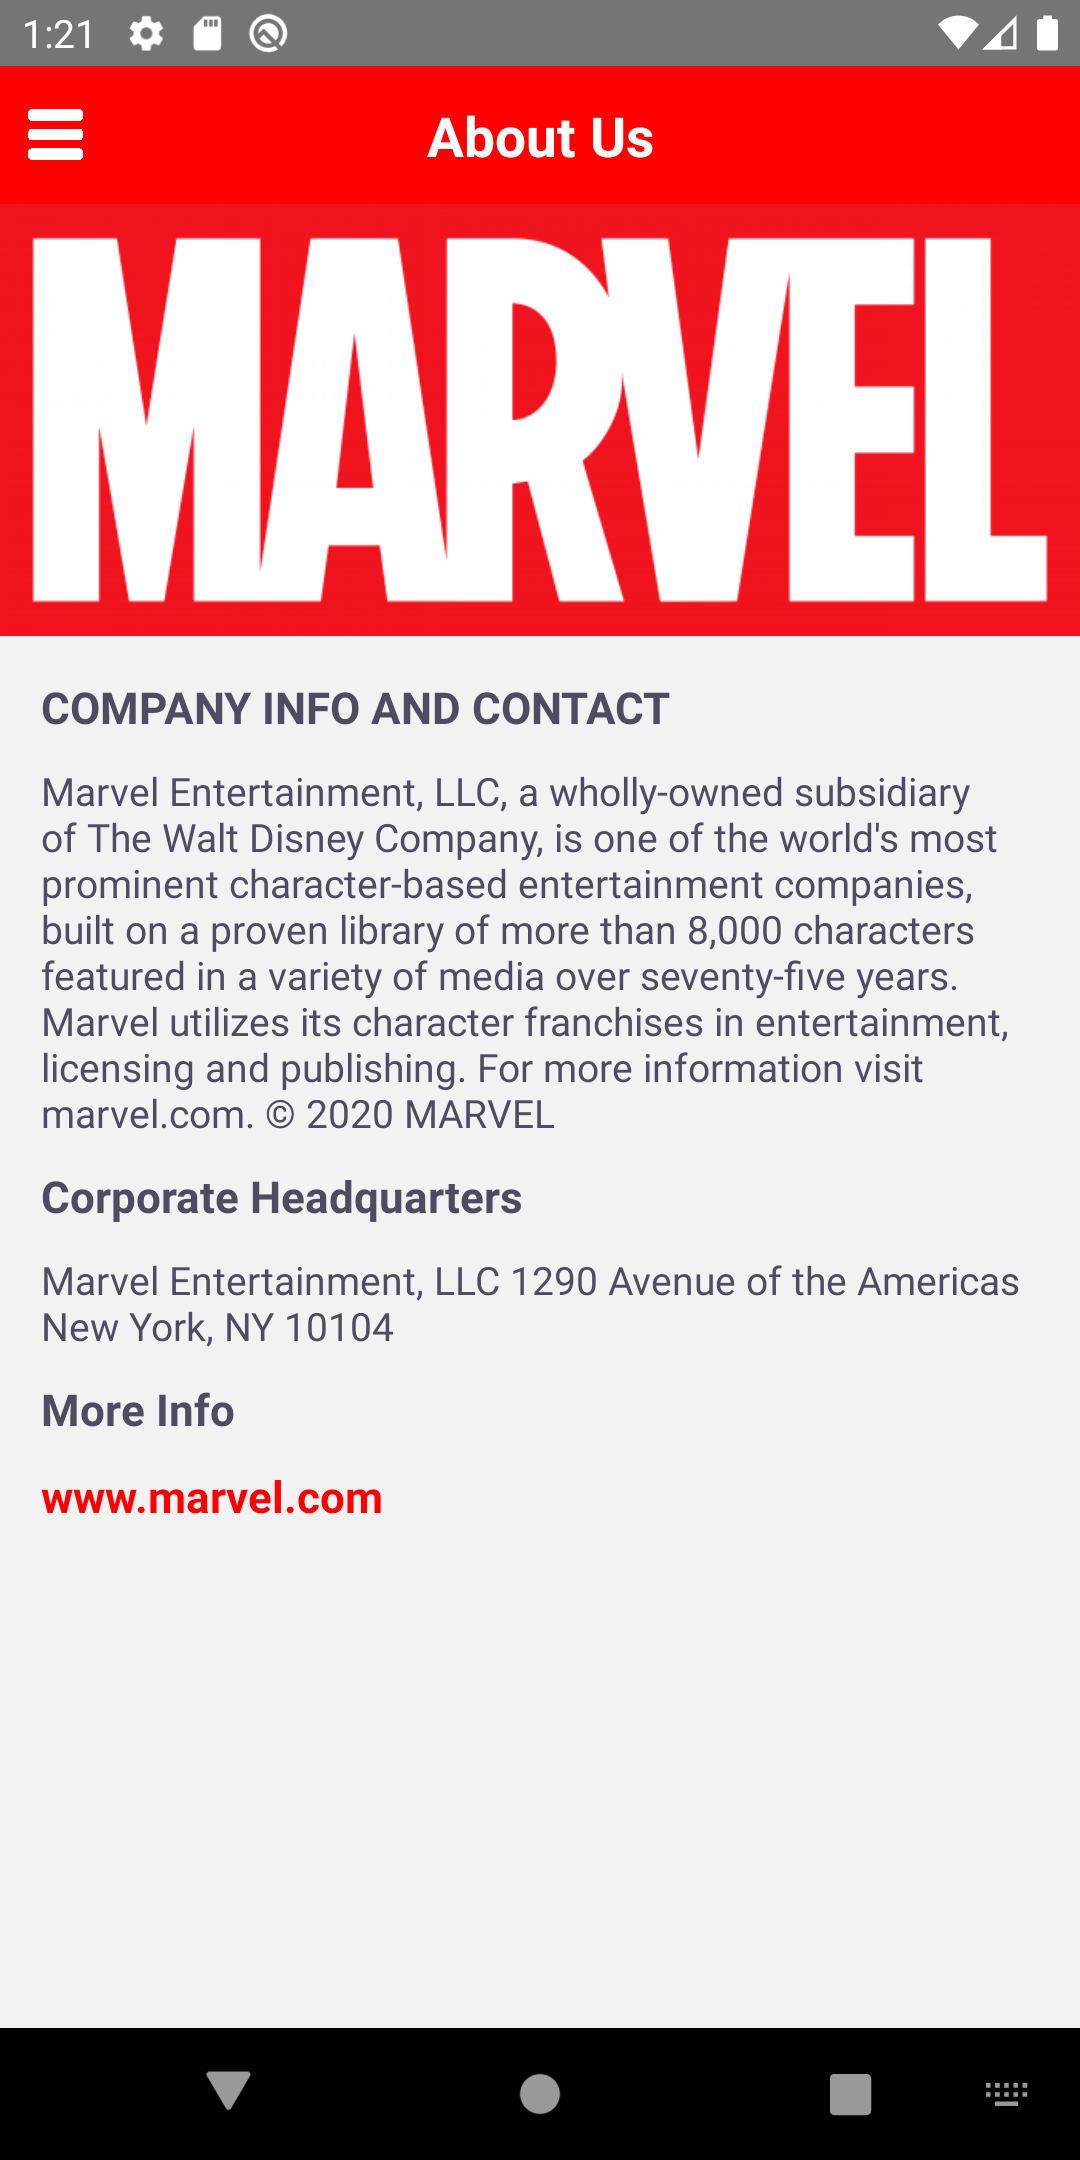 1:21
About Us
MARVEL
COMPANY INFO AND CONTACT
Marvel Entertainment, LLC, a wholly-owned subsidiary
of The Walt Disney Company, is one of the world's most
prominent character-based entertainment companies,
built on a proven library of more than 8,000 characters
featured in a variety of media over seventy-five years.
Marvel utilizes its character franchises in entertainment,
licensing and publishing. For more information visit
marvel.com. © 2020 MARVEL
Corporate Headquarters
Marvel Entertainment, LLC 1290 Avenue of the Americas
New York, NY 10104
More Info
www.marvel.com